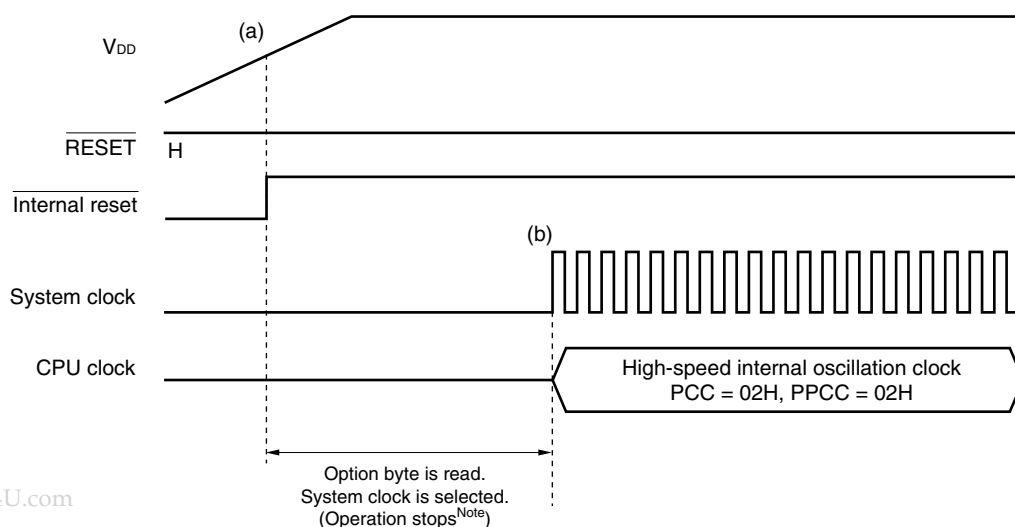 (a)
VDD
RESET
H
Internal reset
(b)
System clock
CPU clock
High-speed internal oscillation clock
PCC = 02H, PPCC = 02H
Option byte is read.
System clock is selected.
(Operation stopsNote)
U.com